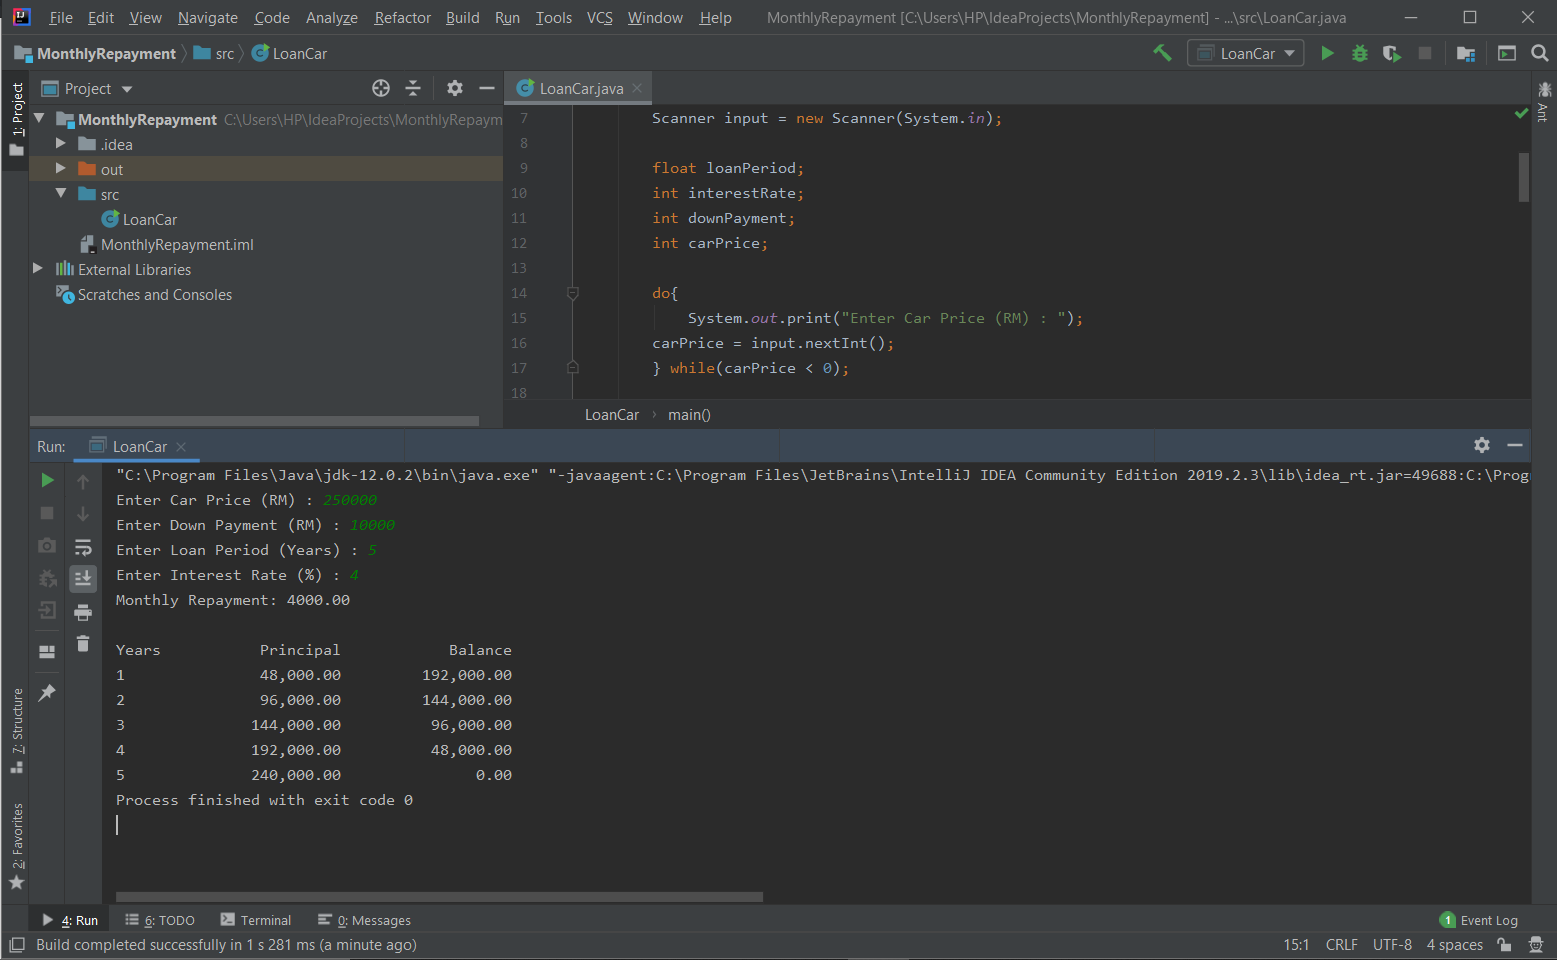 File Edit View Navigate Code Analyze Refactor Build Run Tools VCS Window Help MonthlyRepayment [C:\Users\HP\IdeaProjects\MonthlyRepayment] - ...\src\LoanCar.java
MonthlyRepayment src LoanCar LoanCar
1: Project
Project
LoanCar.java
Ant
MonthlyRepayment C:\Users\HP\IdeaProjects\MonthlyRepaym
.idea
out
src
LoanCar
MonthlyRepayment.iml
External Libraries
Scratches and Consoles
7 Scanner input = new Scanner(System.in);
8
9 float loanPeriod;
10 int interestRate;
11 int downPayment;
12 int carPrice;
13
14 do{
15 System.out.print("Enter Car Price (RM) : ");
16 carPrice = input.nextInt();
17 } while(carPrice < 0);
18
LoanCar main()
Run: LoanCar
"C:\Program Files\Java\jdk-12.0.2\bin\java.exe" "-javaagent:C:\Program Files\JetBrains\IntelliJ IDEA Community Edition 2019.2.3\lib\idea_rt.jar=49688:C:\Prog
Enter Car Price (RM) : 250000
Enter Down Payment (RM) : 10000
Enter Loan Period (Years) : 5
Enter Interest Rate (%) : 4
Monthly Repayment: 4000.00
Years Principal Balance
1 48,000.00 192,000.00
2 96,000.00 144,000.00
3 144,000.00 96,000.00
4 192,000.00 48,000.00
5 240,000.00 0.00
Process finished with exit code 0
7: Structure
2: Favorites
4: Run 6: TODO Terminal 0: Messages 1 Event Log
Build completed successfully in 1 s 281 ms (a minute ago) 15:1 CRLF UTF-8 4 spaces